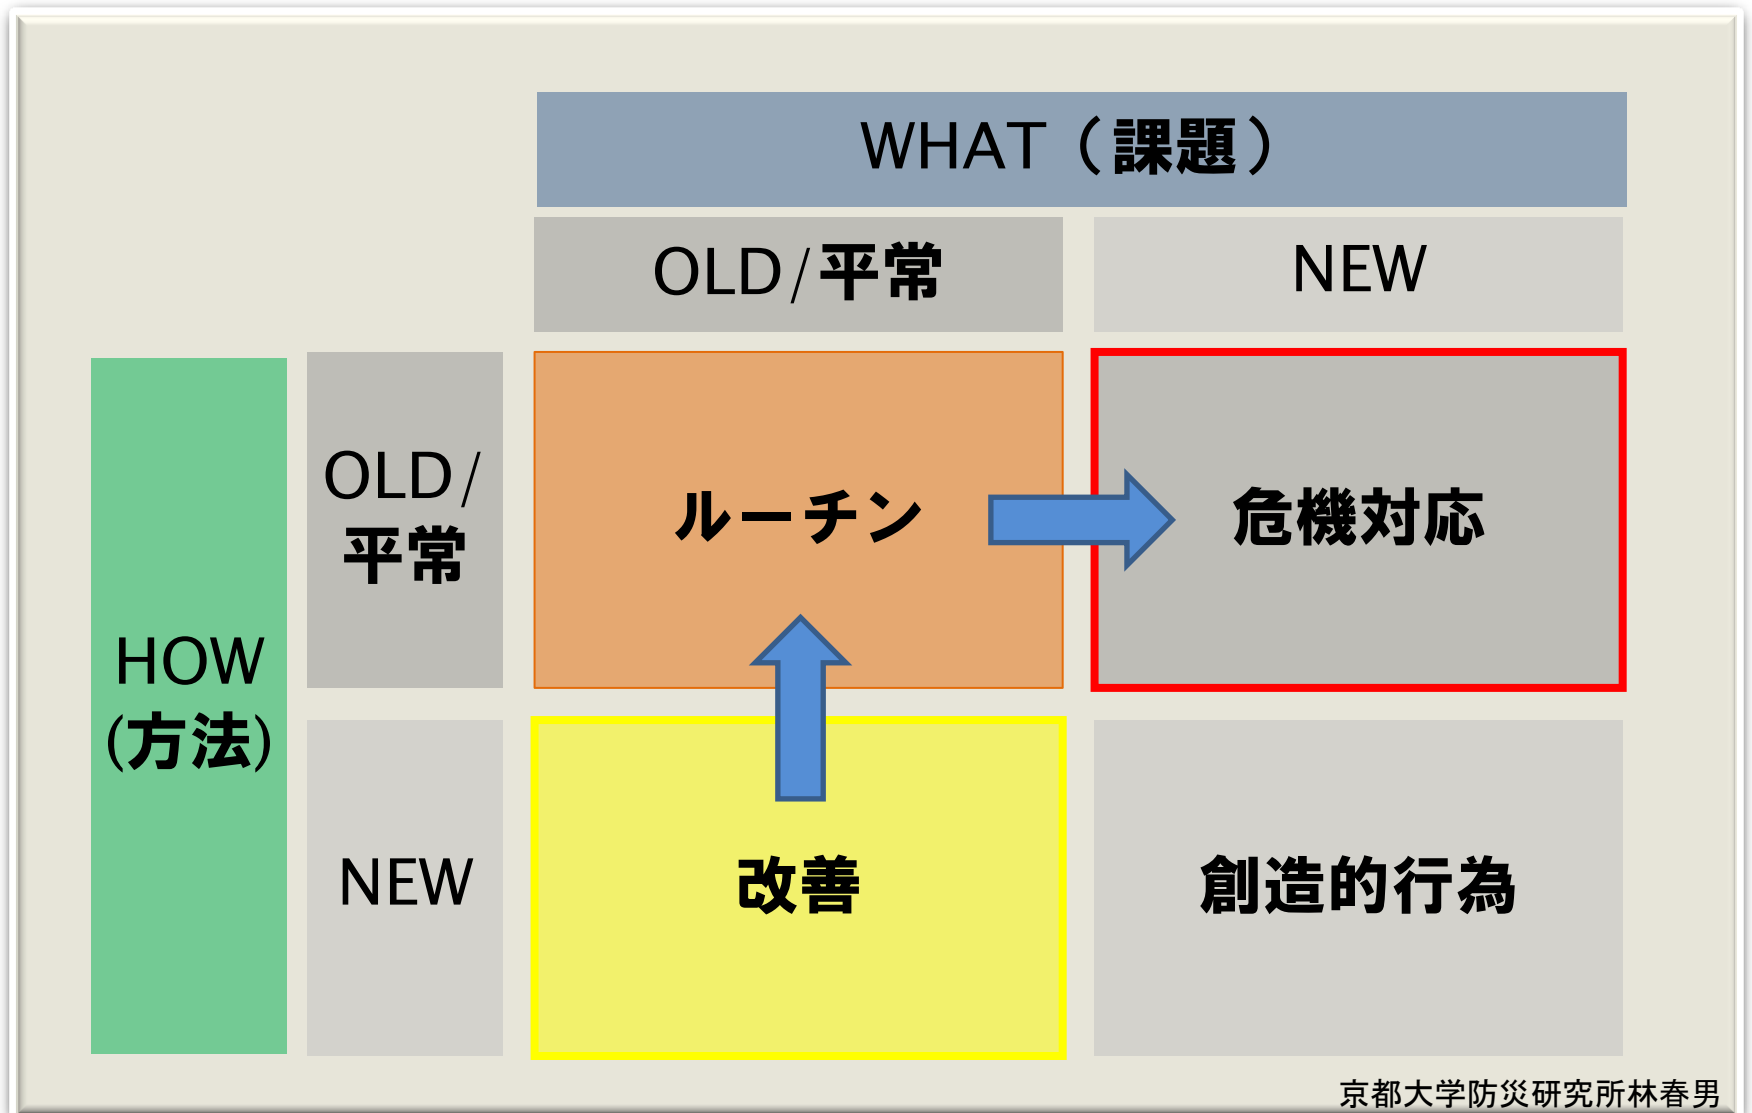 WHAT（課題）
OLD/平常
NEW
OLD/
平常
ルーチン
危機対応
HOW
(方法)
NEW
改善
創造的行為
京都大学防災研究所林春男